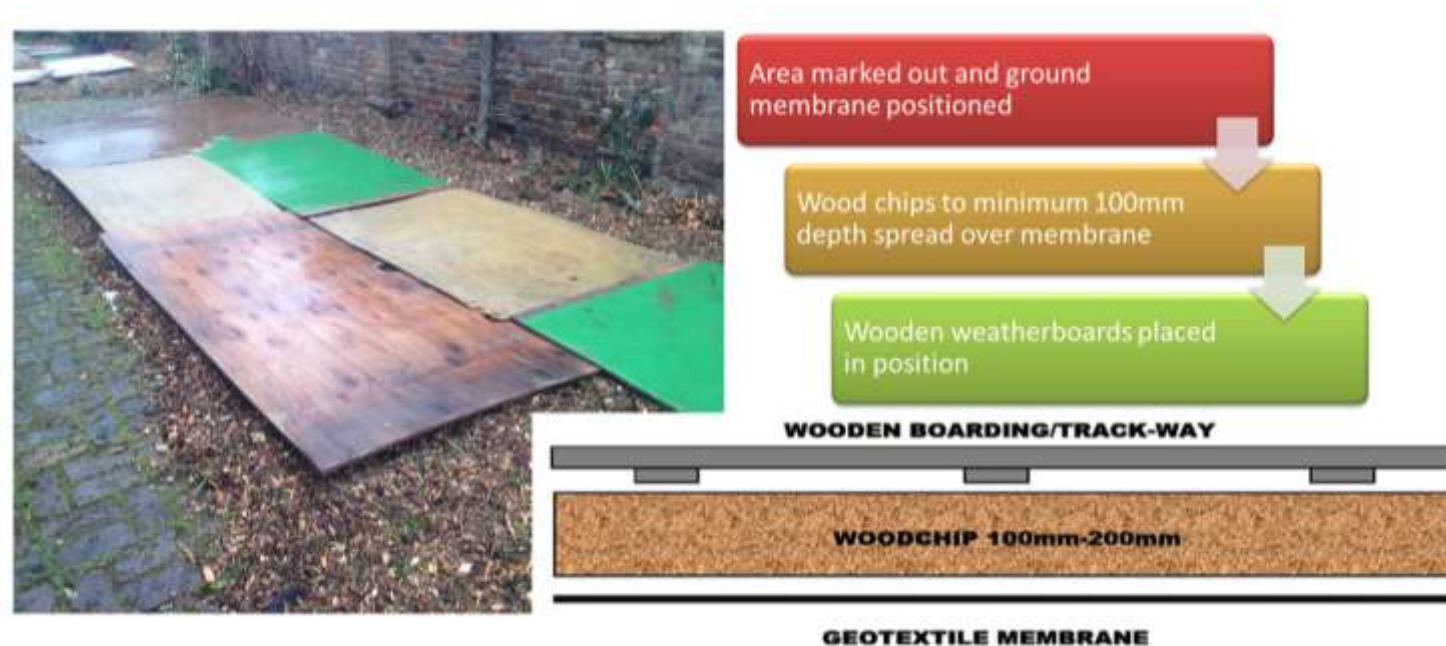 Area marked out and ground
membrane positioned
Wood chips to minimum 100mm
depth spread over membrane
Wooden weatherboards placed
in position
WOODEN BOARDING/TRACK-WAY
WOODCHIP 100mm-200mm
GEOTEXTILE MEMBRANE